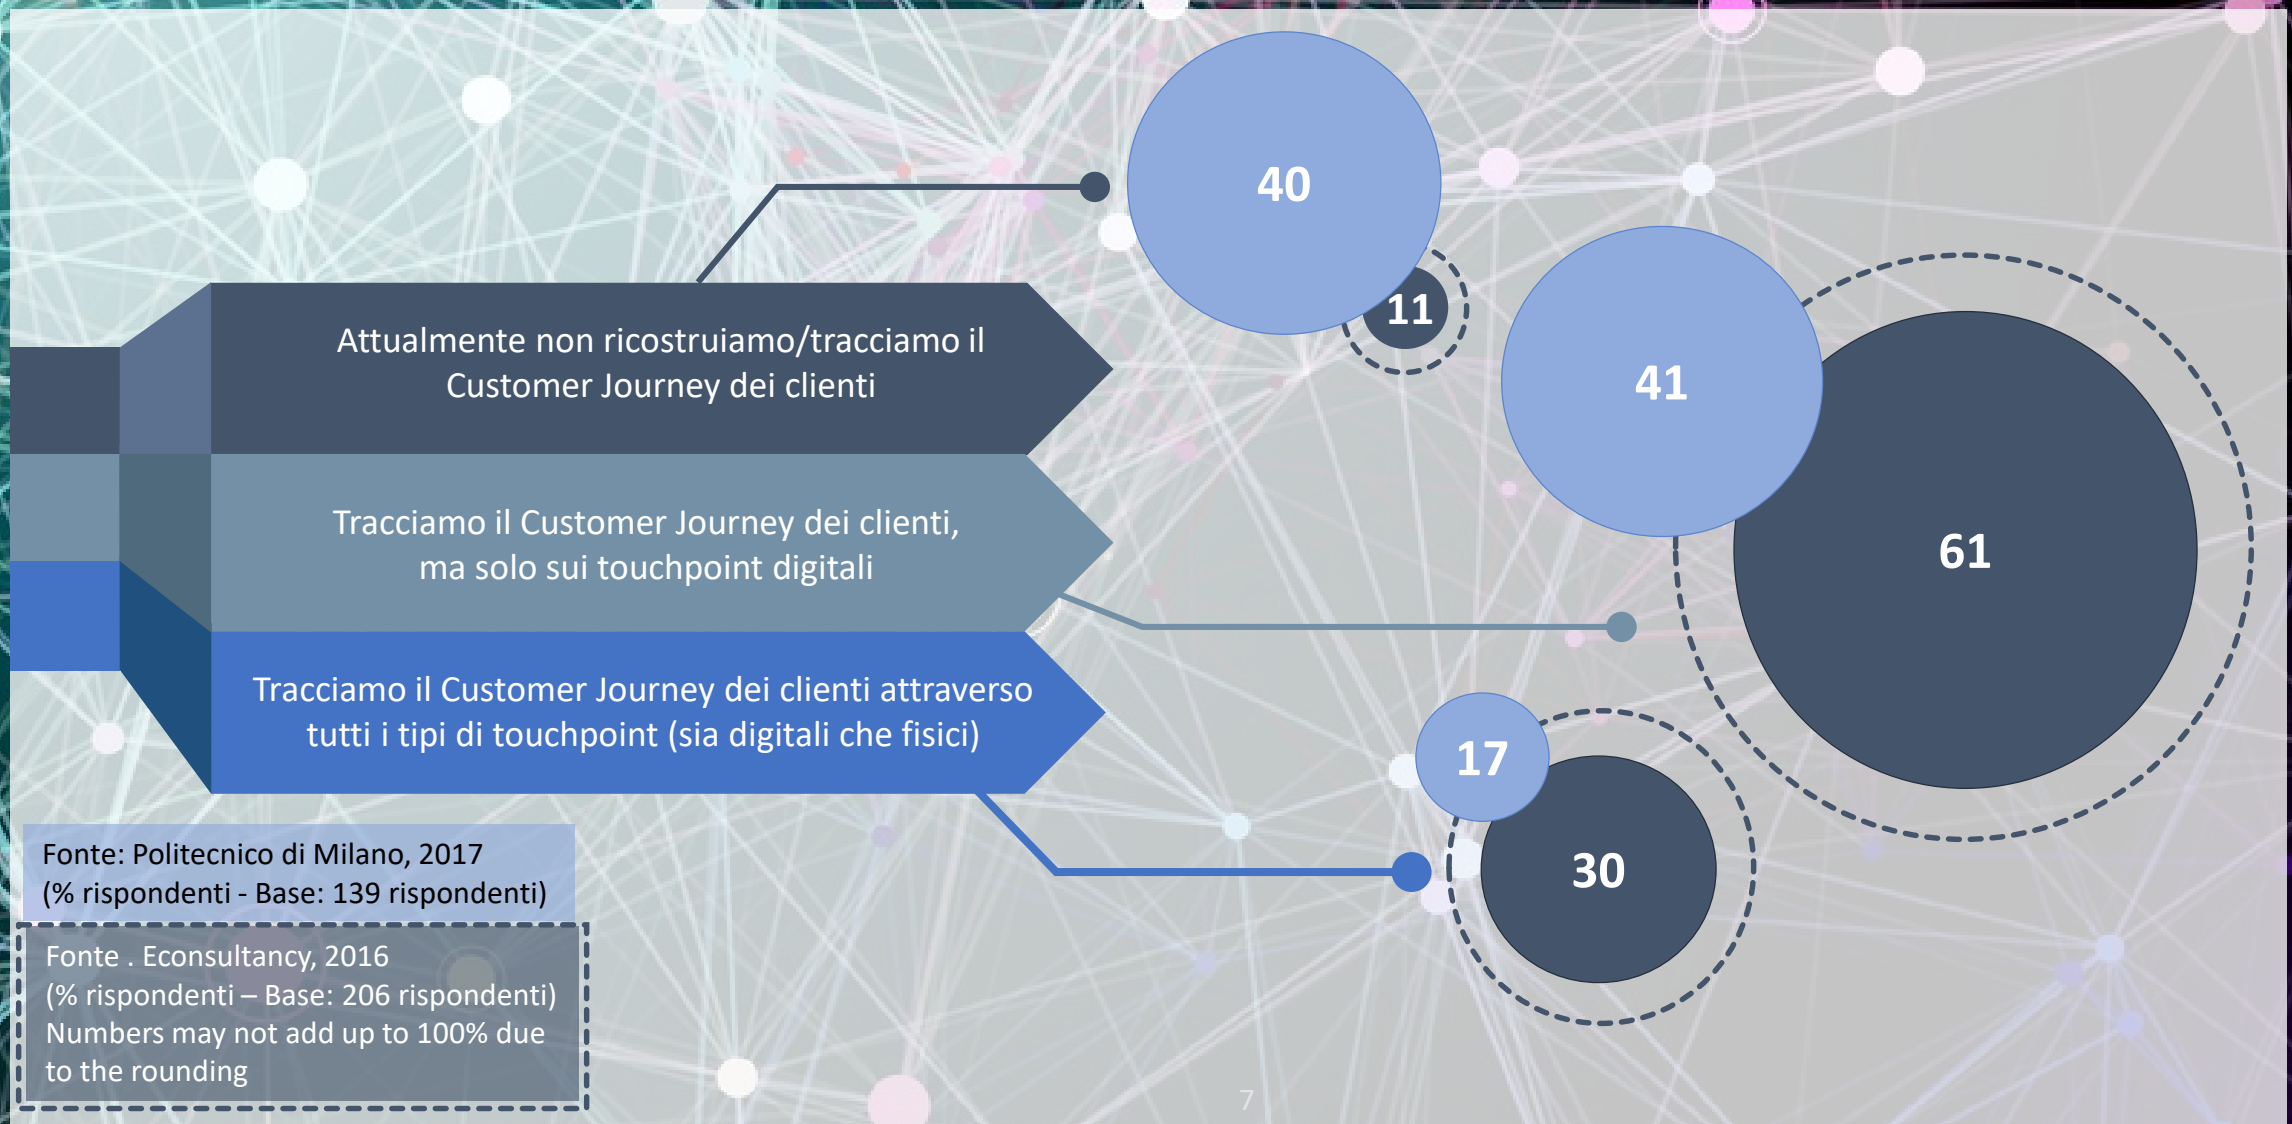 Attualmente non ricostruiamo/tracciamo il
Customer Journey dei clienti
Tracciamo il Customer Journey dei clienti,
ma solo sui touchpoint digitali
Tracciamo il Customer Journey dei clienti attraverso
tutti i tipi di touchpoint (sia digitali che fisici)
40
11
41
61
17
30
Fonte: Politecnico di Milano, 2017
(% rispondenti - Base: 139 rispondenti)
Fonte . Econsultancy, 2016
(% rispondenti – Base: 206 rispondenti)
Numbers may not add up to 100% due
to the rounding
7